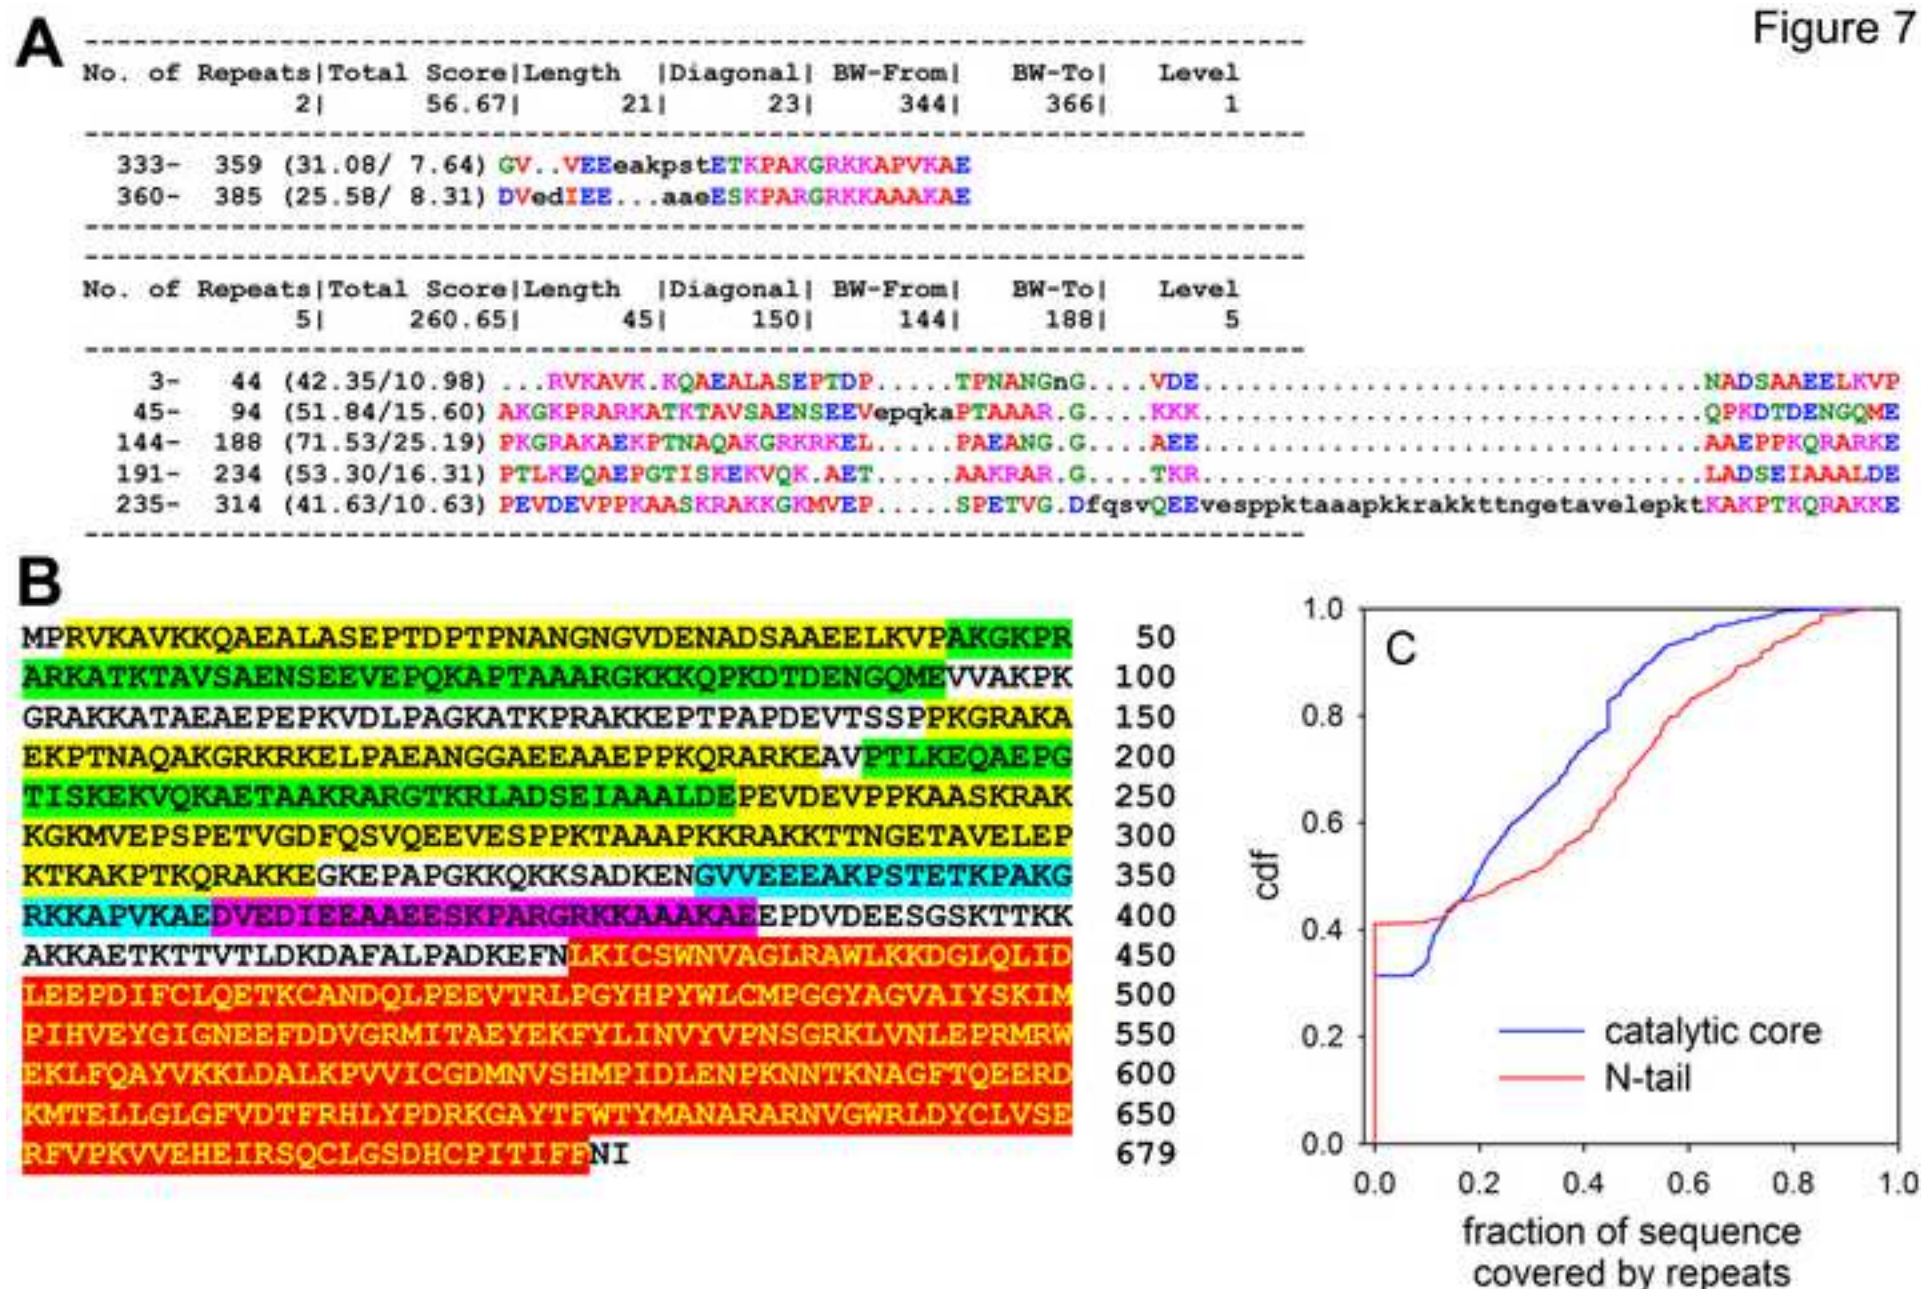 Figure 7
A
No. of Repeats|Total Score|Length |Diagonal| BW-From| BW-To| Level
2| 56.67| 21| 23| 344| 366| 1
333- 359 (31.08/ 7.64) GV..VEEeakpstETKPAKGRKKAPVKAE
360- 385 (25.58/ 8.31) DVedIEE...aaeESKPARGRKKAAAKAE
No. of Repeats|Total Score|Length |Diagonal| BW-From| BW-To| Level
5| 260.65| 45| 150| 144| 188| 5
3- 44 (42.35/10.98) ...RVKAVK.KQAEALASEPTDP.....TPNANGnG....VDE...............................NADSAAEELKVP
45- 94 (51.84/15.60) AKGKPRARKATKTAVSAENSEEVepqkaPTAAAR.G....KKK...............................QPKDTDENGQME
144- 188 (71.53/25.19) PKGRAKAEKPTNAQAKGRKRKEL.....PAEANG.G....AEE...............................AAEPPKQRARKE
191- 234 (53.30/16.31) PTLKEQAEPGTISKEKVQK.AET.....AAKRAR.G....TKR...............................LADSEIAAALDE
235- 314 (41.63/10.63) PEVDEVPPKAASKRAKKGKMVEP.....SPETVG.DfqsvQEEvesppktaaapkkrakkttngetavelepktKAKPTKQRAKKE
B
MPRVKAVKKQAEALASEPTDPTPNANGNGVDENADSAAEELKVPAKGKPR 50
ARKATKTAVSAENSEEVEPQKAPTAAARGKKKQPKDTDENGQMEVVAKPK 100
GRAKKATAEAEPEPKVDLPAGKATKPRAKKEPTPAPDEVTSSPPKGRAKA 150
EKPTNAQAKGRKRKELPAEANGGAEEAAEPPKQRARKEAVPTLKEQAEPG 200
TISKEKVQKAETAAKRARGTKRLADSEIAAALDEPEVDEVPPKAASKRAK 250
KGKMVEPSPETVGDFQSVQEEVESPPKTAAAPKKRAKKTTNGETAVELEP 300
KTKAKPTKQRAKKEGKEPAPGKKQKKSADKENGVVEEEAKPSTETKPAKG 350
RKKAPVKAEDVEDIEEAAEESKPARGRKKAAAKAEEPDVDEESGSKTTKK 400
AKKAETKTTVTLDKDAFALPADKEFNLKICSWNVAGLRAWLKKDGLQLID 450
LEEPDIFCLQETKCANDQLPEEVTRLPGYHPYWLCMPGGYAGVAIYSKIM 500
PIHVEYGIGNEEFDDVGRMITAEYEKFYLINVYVPNSGRKLVNLEPRMRW 550
EKLFQAYVKKLDALKPVVICGDMNVSHMPIDLENPKNNTKNAGFTQEERD 600
KMTELLGLGFVDTFRHLYPDRKGAYTFWTYMANARARNVGWRLDYCLVSE 650
RFVPKVVEHEIRSQCLGSDHCPITIFFNI 679
C
1.0
0.8
0.6
0.4
0.2
0.0
cdf
catalytic core
N-tail
0.0 0.2 0.4 0.6 0.8 1.0
fraction of sequence
covered by repeats